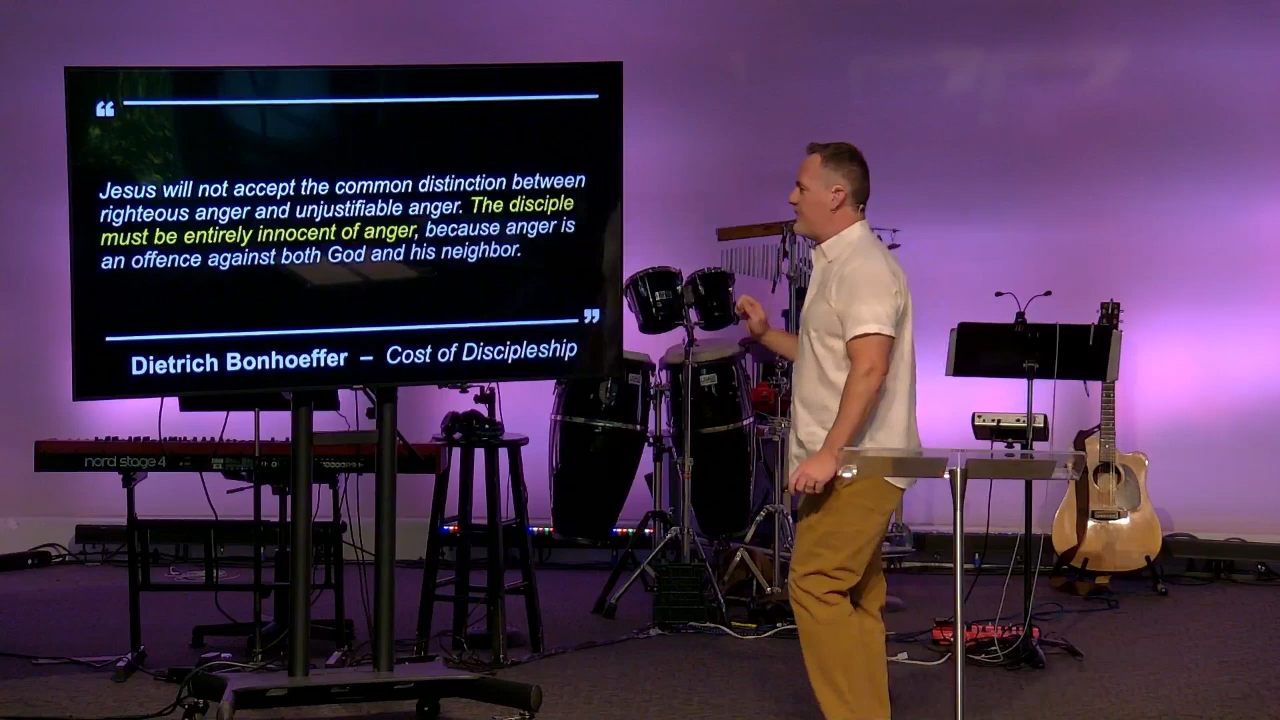 “
Jesus will not accept the common distinction between
righteous anger and unjustifiable anger. The disciple
must be entirely innocent of anger, because anger is
an offence against both God and his neighbor.
”
Dietrich Bonhoeffer – Cost of Discipleship
nord stage 4